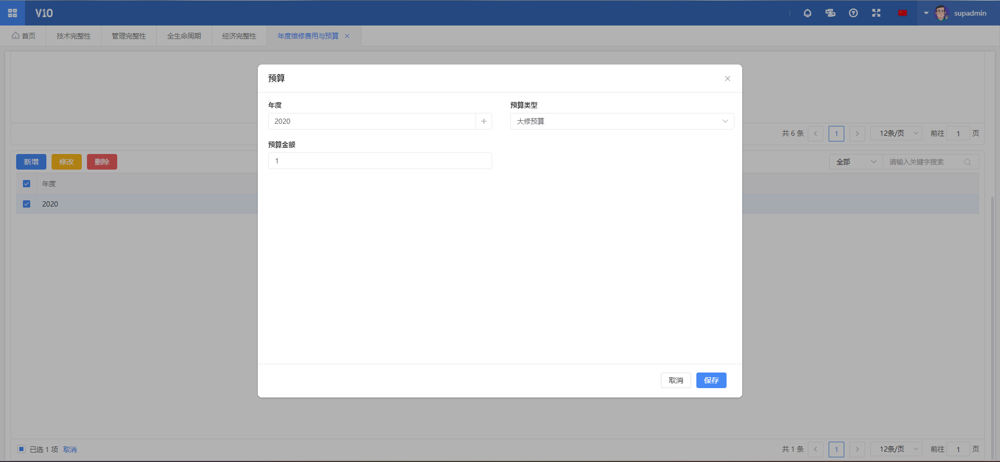 V10
supadmin
首页
技术完整性
管理完整性
全生命周期
经济完整性
年度维修费用与预算
预算
年度
预算类型
2020
大修预算
预算金额
1
取消
保存
共 6 条
1
12条/页
前往
1
页
新增
修改
删除
全部
请输入关键字搜索
年度
2020
已选 1 项
取消
共 1 条
1
12条/页
前往
1
页